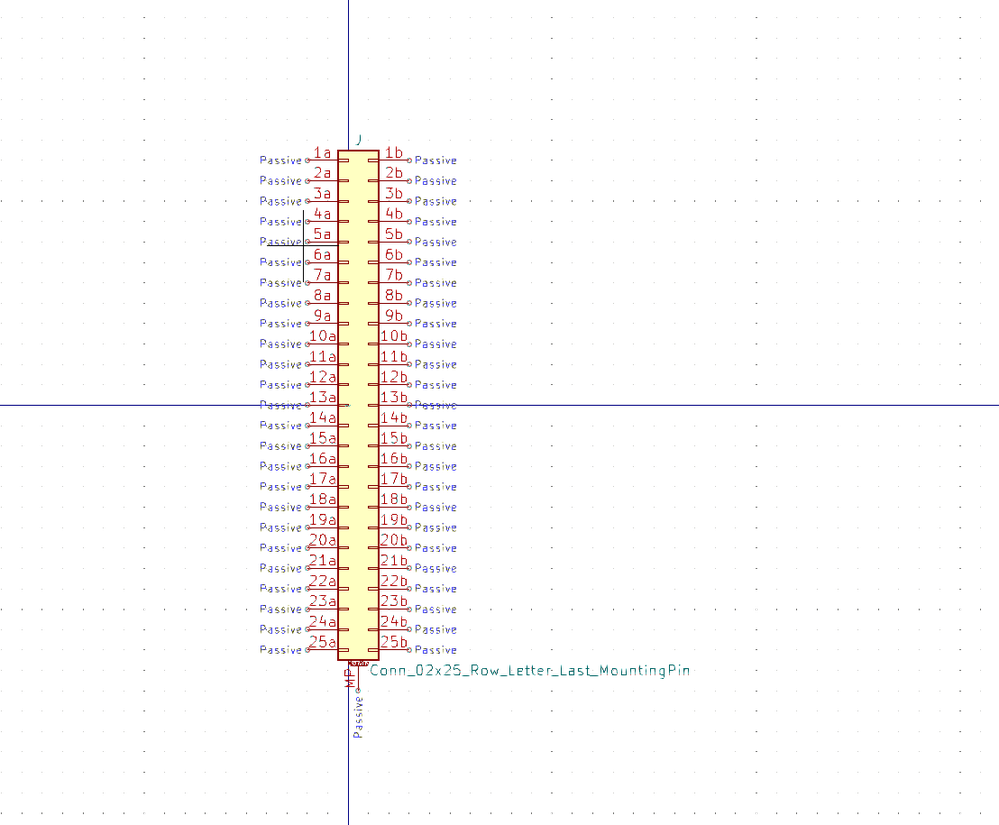 J
Passive 1a 1b Passive
Passive 2a 2b Passive
Passive 3a 3b Passive
Passive 4a 4b Passive
Passive 5a 5b Passive
Passive 6a 6b Passive
Passive 7a 7b Passive
Passive 8a 8b Passive
Passive 9a 9b Passive
Passive 10a 10b Passive
Passive 11a 11b Passive
Passive 12a 12b Passive
Passive 13a 13b Passive
Passive 14a 14b Passive
Passive 15a 15b Passive
Passive 16a 16b Passive
Passive 17a 17b Passive
Passive 18a 18b Passive
Passive 19a 19b Passive
Passive 20a 20b Passive
Passive 21a 21b Passive
Passive 22a 22b Passive
Passive 23a 23b Passive
Passive 24a 24b Passive
Passive 25a 25b Passive
MP Conn_02x25_Row_Letter_Last_MountingPin
Passive